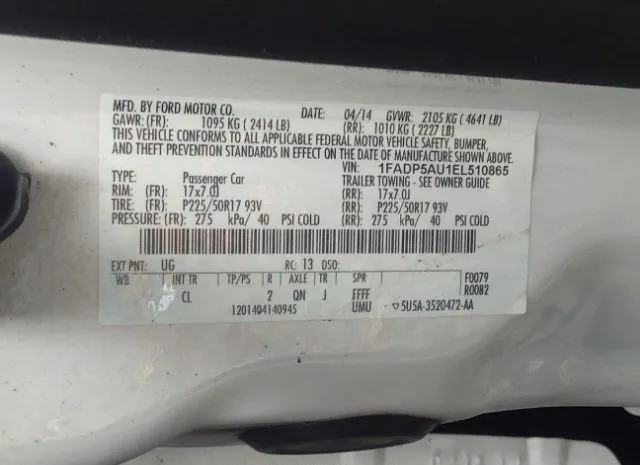 MFD. BY FORD MOTOR CO.
DATE: 04/14 GVWR: 2105 KG ( 4641 LB)
GAWR: (FR): 1095 KG ( 2414 LB) (RR): 1010 KG ( 2227 LB)
THIS VEHICLE CONFORMS TO ALL APPLICABLE FEDERAL MOTOR VEHICLE SAFETY, BUMPER,
AND THEFT PREVENTION STANDARDS IN EFFECT ON THE DATE OF MANUFACTURE SHOWN ABOVE.
VIN: 1FADP5AU1EL510865
TYPE: Passenger Car TRAILER TOWING - SEE OWNER GUIDE
RIM: (FR) 17x7.0J (RR) 17x7.0J
TIRE: (FR) P225/50R17 93V (RR) P225/50R17 93V
PRESSURE: (FR) 275 kPa/ 40 PSI COLD (RR) 275 kPa/ 40 PSI COLD
EXT PNT: UG RC: 13 DSO:
F0079
WB INT TR TP/PS R AXLE TR SPR
R0082
CL 2 QN J FFFF
1201404140945 UMU ▽5U5A-3520472-AA